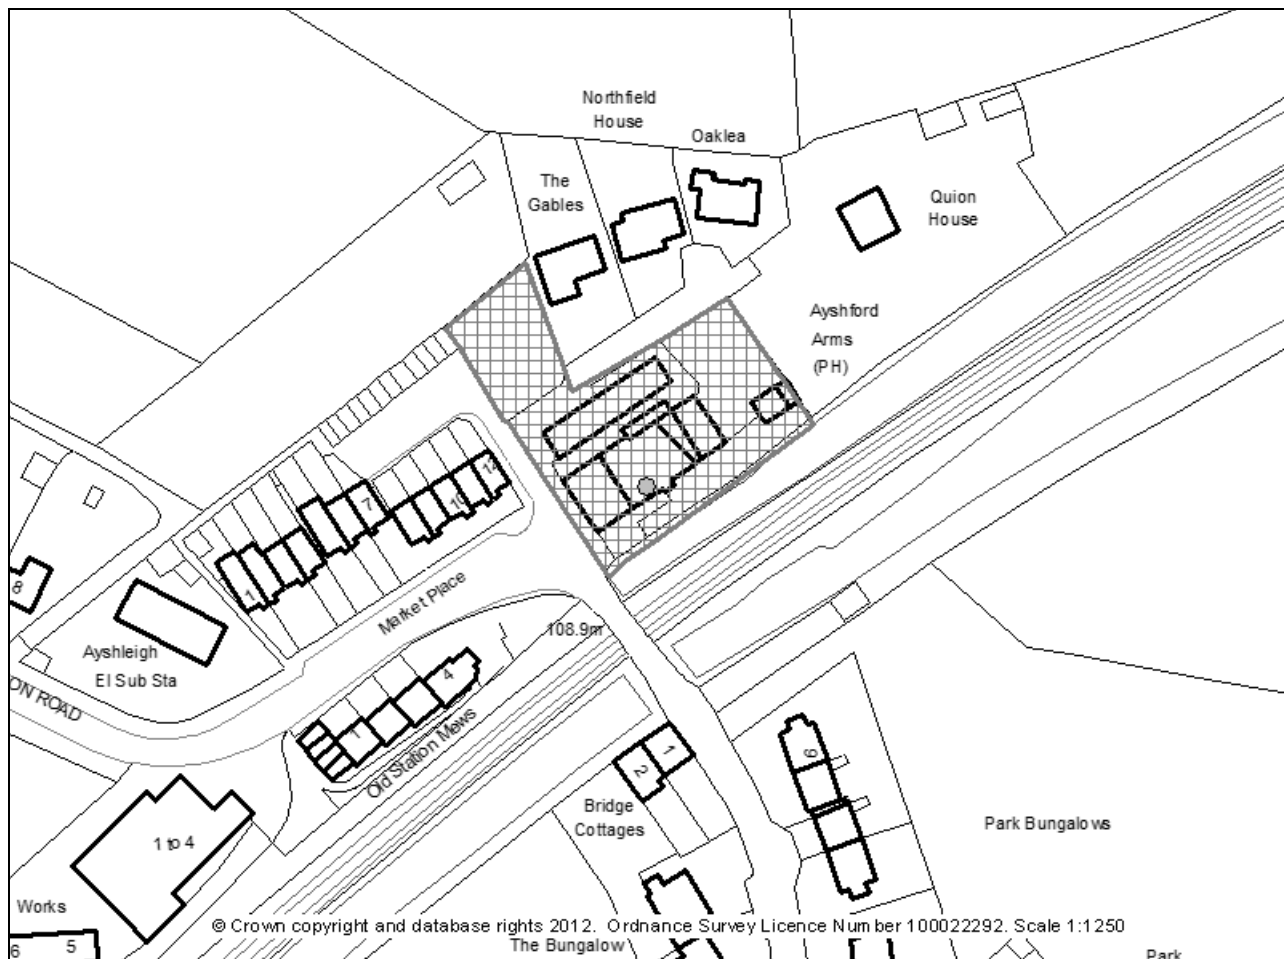 Northfield
House
Oaklea
The
Gables
Quion
House
Ayshford
Arms
(PH)
12
10
7
1
8
Market Place
108.9m
Ayshleigh
El Sub Sta
ON ROAD
4
1
Old Station Mews
1
2
9
Bridge
Cottages
Park Bungalows
1 to 4
Works
5
6
© Crown copyright and database rights 2012. Ordnance Survey Licence Number 100022292. Scale 1:1250
The Bungalow
Park